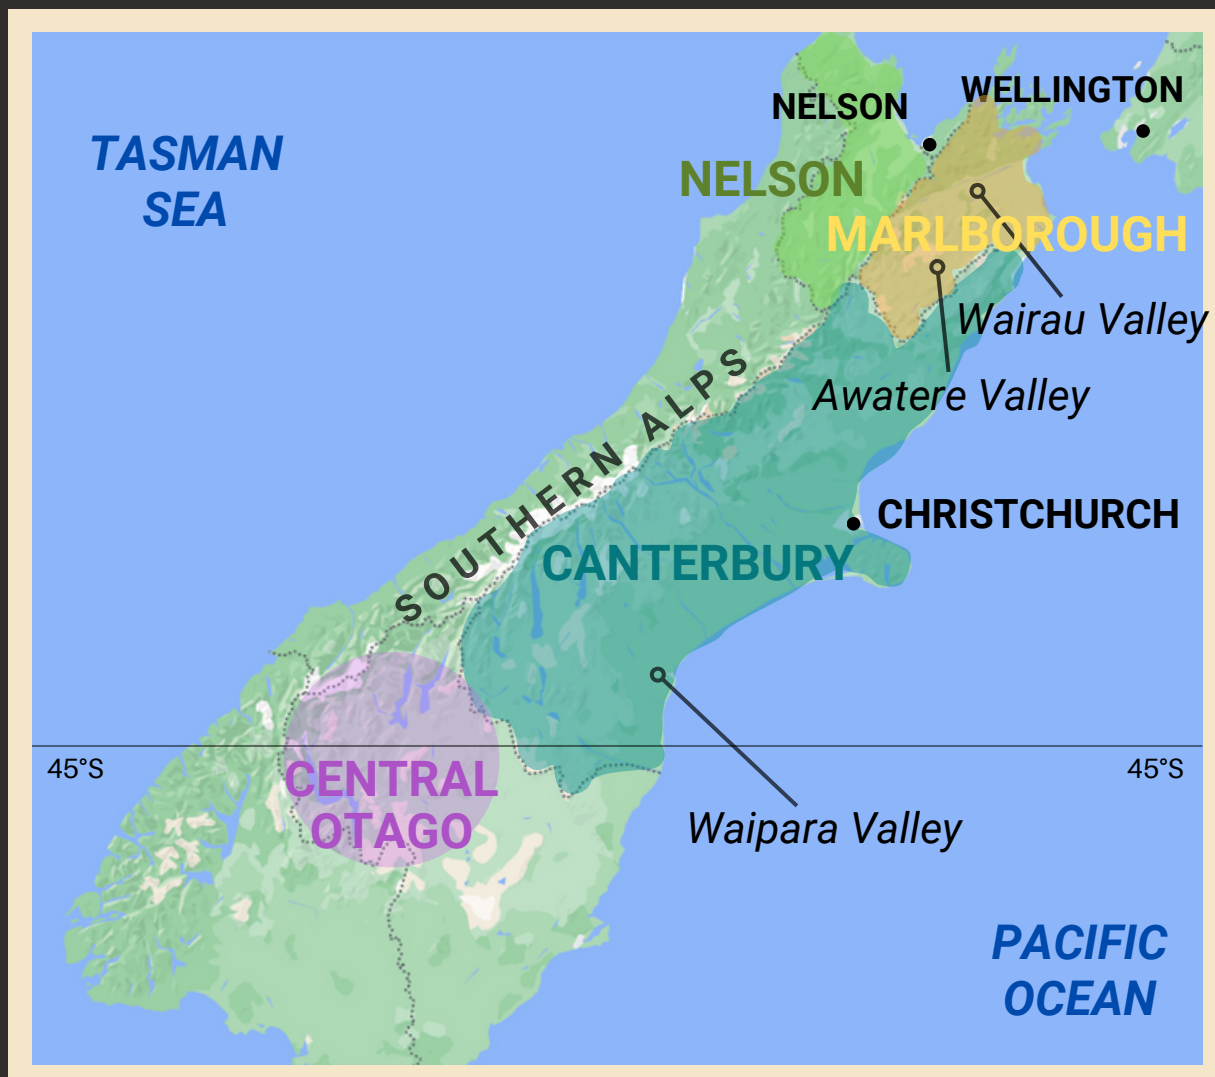 WELLINGTON
NELSON
TASMAN
SEA
NELSON
MARLBOROUGH
Wairau Valley
SOUTHERN ALPS
Awatere Valley
CHRISTCHURCH
CANTERBURY
45°S
45°S
CENTRAL
OTAGO
Waipara Valley
PACIFIC
OCEAN